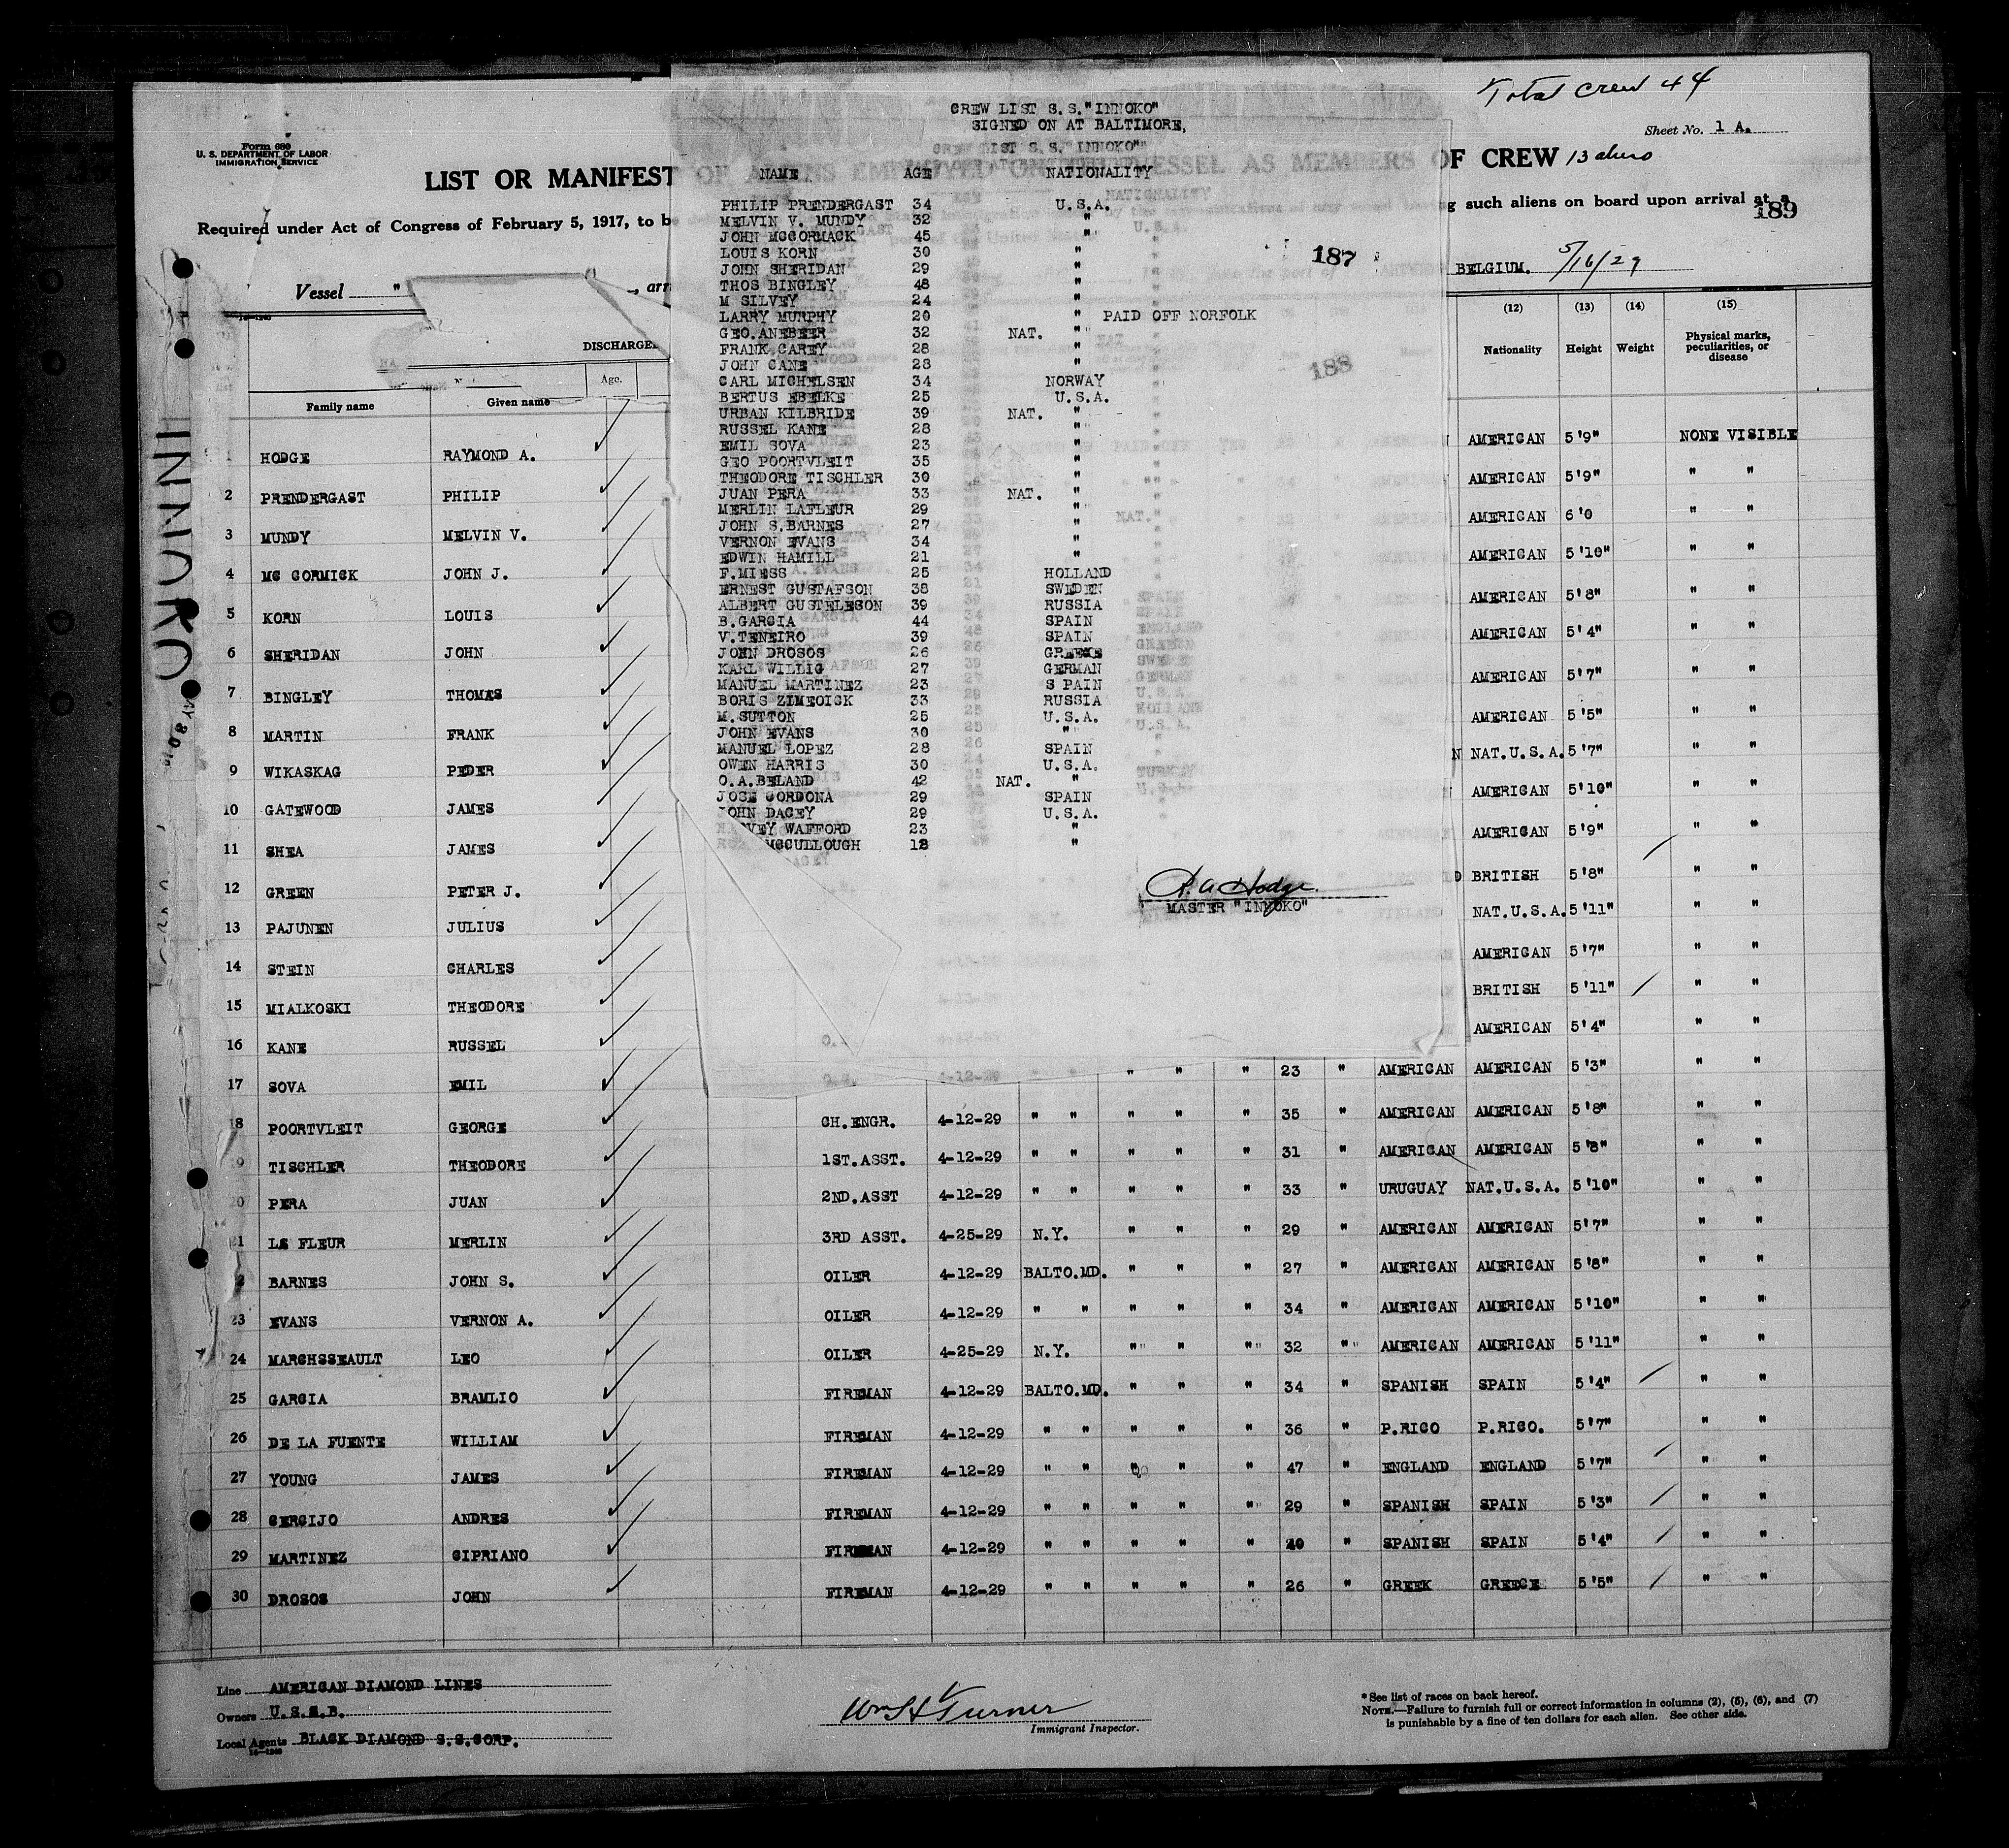 Total Crew 44
Sheet No. 1 A.
Form 680
U. S. DEPARTMENT OF LABOR
IMMIGRATION SERVICE
LIST OR MANIFEST OF ALIENS EMPLOYED ON THE VESSEL AS MEMBERS OF CREW
Required under Act of Congress of February 5, 1917, to b
g such aliens on board upon arrival at a
189
Vessel "
, arri
BELGIUM. 5/16/29
INNOKO
CREW LIST S. S. "INNOKO"
SIGNED ON AT BALTIMORE,
NAME AGE NATIONALITY
187
188
PHILIP PRENDERGAST 34 U.S.A.
MELVIN V. MUNDY 32 "
JOHN MCCORMACK 45 "
LOUIS KORN 30 "
JOHN SHERIDAN 29 "
THOS BINGLEY 48 "
M SILVEY 24 "
LARRY MURPHY 20 " PAID OFF NORFOLK
GEO.ANEBEER 32 NAT. "
FRANK CAREY 28 "
JOHN CANE 28 "
CARL MICHELSEN 34 NORWAY
BERTUS EBELKE 25 U.S.A.
URBAN KILBRIDE 39 NAT. "
RUSSEL KANE 28 "
EMIL SOVA 23 "
GEO POORTVLEIT 35 "
THEODORE TISCHLER 30 "
JUAN PERA 33 NAT. "
MERLIN LAFLEUR 29 "
JOHN S.BARNES 27 "
VERNON EVANS 34 "
EDWIN HAMILL 21 "
F.MIESS 25 HOLLAND
ERNEST GUSTAFSON 38 SWEDEN
ALBERT GUSTELESON 39 RUSSIA
B.GARCIA 44 SPAIN
V.TENEIRO 39 SPAIN
JOHN DROSOS 26 GREECE
KARL WILLIG 27 GERMAN
MANUEL MARTINEZ 23 S PAIN
BORIS ZIMEOICK 33 RUSSIA
M.SUTTON 25 U.S.A.
JOHN EVANS 30 "
MANUEL LOPEZ 28 SPAIN
OWEN HARRIS 30 U.S.A.
O.A.BELAND 42 NAT. "
JOSE CORDONA 29 SPAIN
JOHN DACEY 29 U.S.A.
VEY WAFFORD 23 "
MCCULLOUGH 18 "
R. A. Hodge.
MASTER "INNOKO"
DISCHARGE
Age.
Family name Given name
(12) (13) (14) (15)
Nationality Height Weight Physical marks, peculiarities, or disease
1 HODGE RAYMOND A. AMERICAN 5'9" NONE VISIBLE
2 PRENDERGAST PHILIP AMERICAN 5'9" " "
3 MUNDY MELVIN V. AMERICAN 6'0 " "
4 MC CORMICK JOHN J. AMERICAN 5'10" " "
5 KORN LOUIS AMERICAN 5'8" " "
6 SHERIDAN JOHN AMERICAN 5'4" " "
7 BINGLEY THOMAS AMERICAN 5'7" " "
8 MARTIN FRANK AMERICAN 5'5" " "
9 WIKASKAG PEDER N NAT.U.S.A. 5'7" " "
10 GATEWOOD JAMES AMERICAN 5'10" " "
11 SHEA JAMES AMERICAN 5'9" " "
12 GREEN PETER J. D BRITISH 5'8" " "
13 PAJUNEN JULIUS NAT.U.S.A. 5'11" " "
14 STEIN CHARLES AMERICAN 5'7" " "
15 MIALKOSKI THEODORE BRITISH 5'11" " "
16 KANE RUSSEL AMERICAN 5'4" " "
17 SOVA EMIL 4-12-29 " " " 23 " AMERICAN AMERICAN 5'3" " "
18 POORTVLEIT GEORGE CH.ENGR. 4-12-29 " " " " " 35 " AMERICAN AMERICAN 5'8" " "
19 TISCHLER THEODORE 1ST.ASST. 4-12-29 " " " " " 31 " AMERICAN AMERICAN 5'8" " "
20 PERA JUAN 2ND.ASST 4-12-29 " " " " " 33 " URUGUAY NAT.U.S.A. 5'10" " "
21 LE FLEUR MERLIN 3RD ASST. 4-25-29 N.Y. " " " 29 " AMERICAN AMERICAN 5'7" " "
2 BARNES JOHN S. OILER 4-12-29 BALTO.MD. " " " 27 " AMERICAN AMERICAN 5'8" " "
23 EVANS VERNON A. OILER 4-12-29 " " " " " 34 " AMERICAN AMERICAN 5'10" " "
24 MARCHSSEAULT LEO OILER 4-25-29 N.Y. " " " 32 " AMERICAN AMERICAN 5'11" " "
25 GARCIA BRAMLIO FIREMAN 4-12-29 BALTO.MD. " " " 34 " SPANISH SPAIN 5'4" " "
26 DE LA FUENTE WILLIAM FIREMAN 4-12-29 " " " " " 36 " P.RICO P.RICO. 5'7" " "
27 YOUNG JAMES FIREMAN 4-12-29 " " " " " 47 " ENGLAND ENGLAND 5'7" " "
28 CERCIJO ANDRES FIREMAN 4-12-29 " " " " " 29 " SPANISH SPAIN 5'3" " "
29 MARTINEZ CIPRIANO FIREMAN 4-12-29 " " " " " " SPANISH SPAIN 5'4" " "
30 DROSOS JOHN FIREMAN 4-12-29 " " " " " 26 " GREEK GREECE 5'5" " "
Line AMERICAN DIAMOND LINES
Owners U.S.S.B.
Local Agents BLACK DIAMOND S.S.CORP.
Wm H Turner
Immigrant Inspector.
* See list of races on back hereof.
NOTE.—Failure to furnish full or correct information in columns (2), (5), (6), and (7)
is punishable by a fine of ten dollars for each alien. See other side.